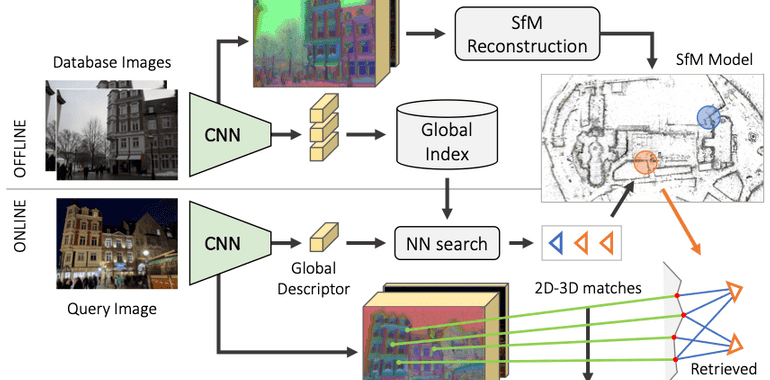 SfM
Reconstruction
Database Images
SfM Model
CNN
Global
Index
OFFLINE
ONLINE
CNN
NN search
Global
Descriptor
Query Image
2D-3D matches
Retrieved